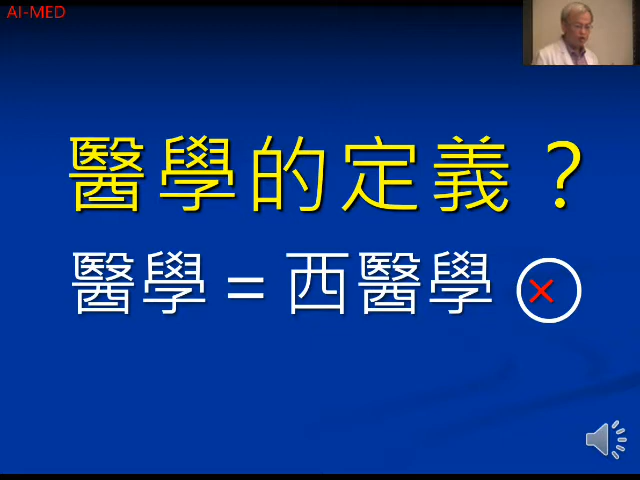 AI-MED
醫學的定義？
醫學 = 西醫學 ×